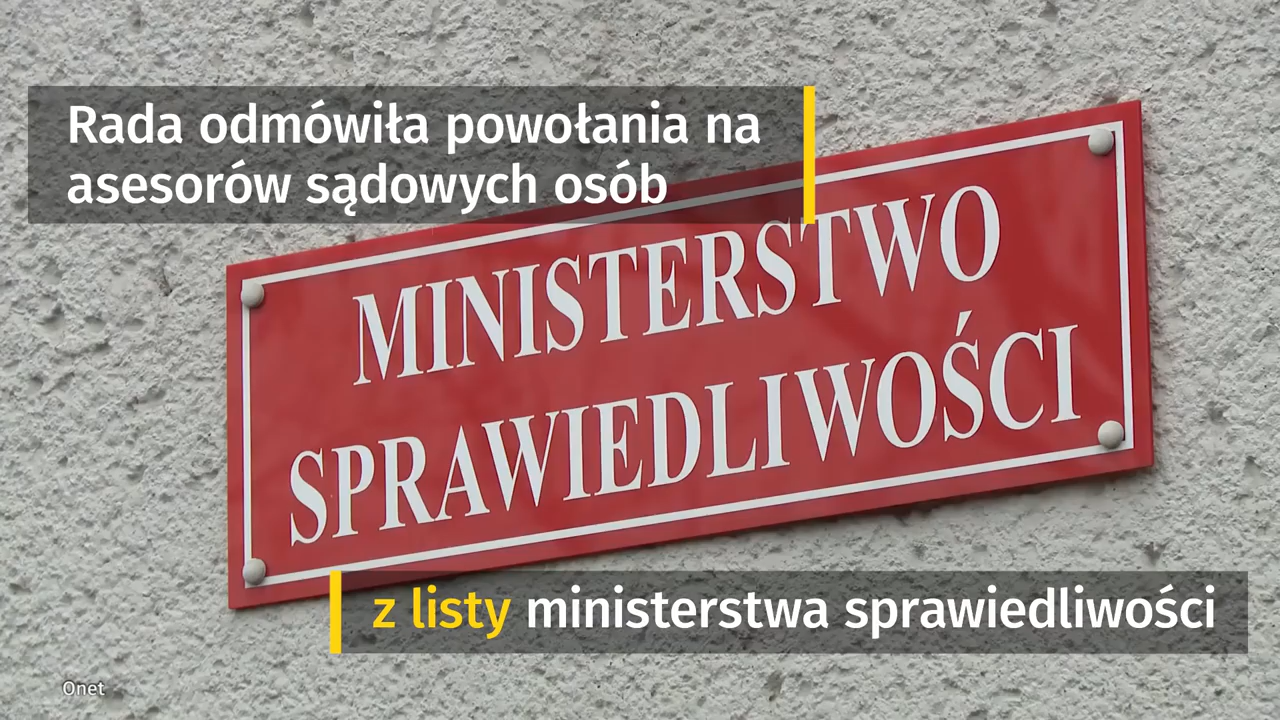 Rada odmówiła powołania na
asesorów sądowych osób
MINISTERSTWO
SPRAWIEDLIWOŚCI
z listy ministerstwa sprawiedliwości
Onet